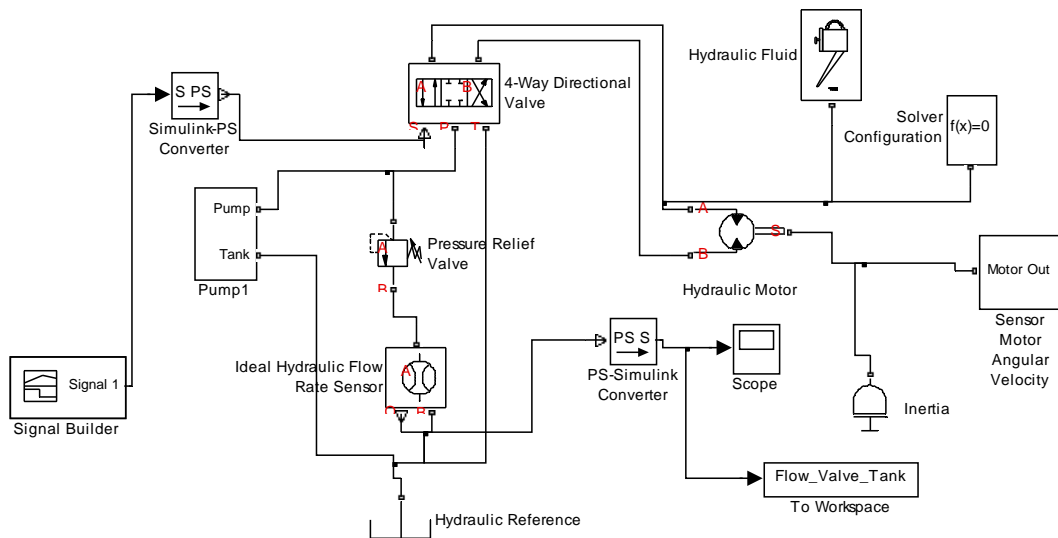 Hydraulic Fluid
4-Way Directional
Valve
A
B
S
P
T
S PS
Simulink-PS
Converter
Solver
Configuration
f(x)=0
Pump
Tank
Pump1
A
Pressure Relief
Valve
B
A
S
B
Hydraulic Motor
Motor Out
Sensor
Motor
Angular
Velocity
Signal 1
Signal Builder
Ideal Hydraulic Flow
Rate Sensor
A
PS S
PS-Simulink
Converter
Scope
Inertia
Flow_Valve_Tank
To Workspace
Hydraulic Reference